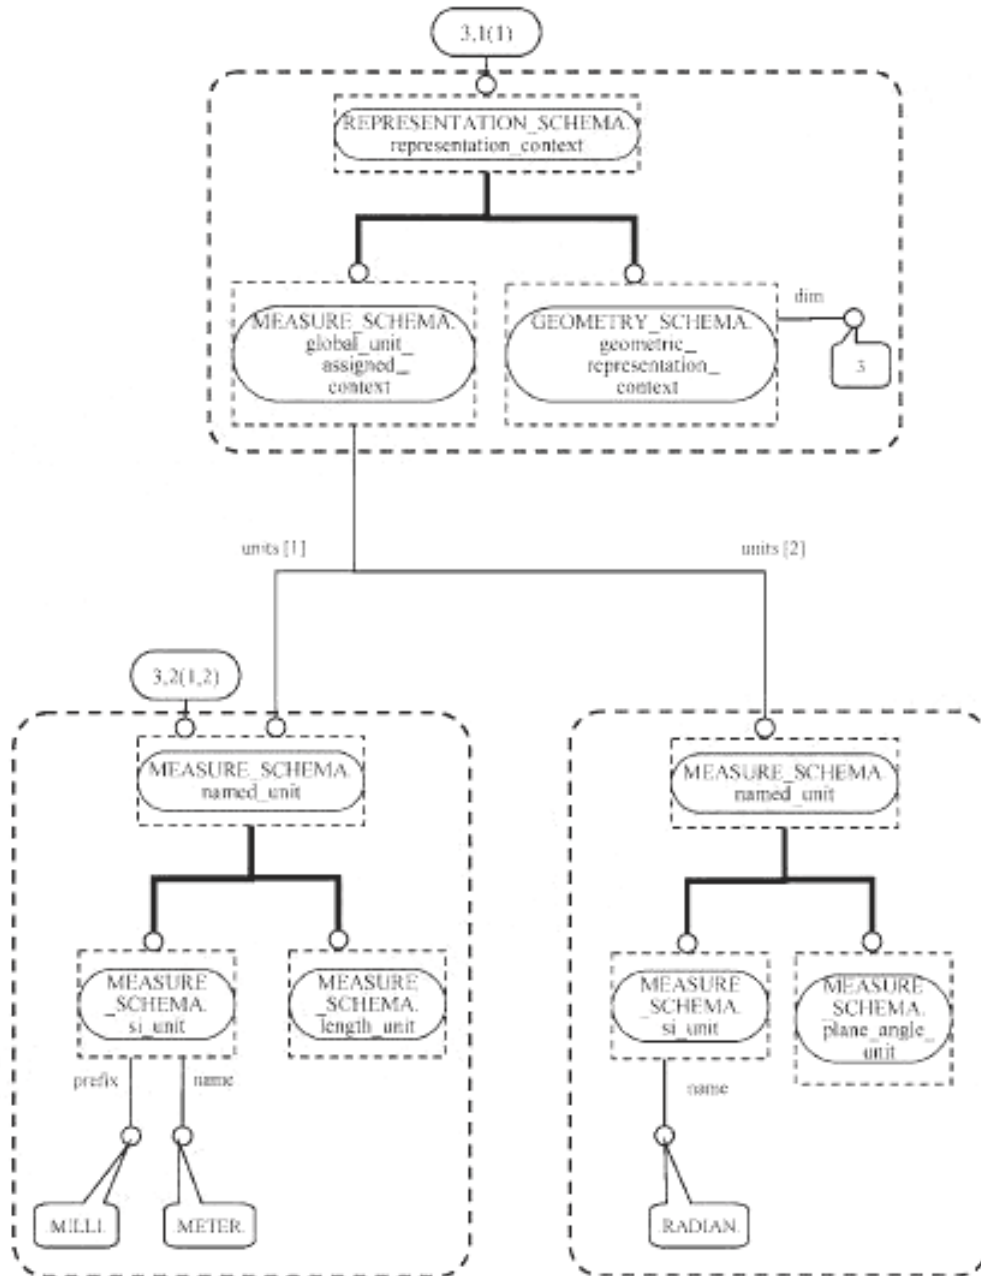 3,1(1)
REPRESENTATION_SCHEMA.
representation_context
MEASURE_SCHEMA.
global_unit_
assigned_
context
GEOMETRY_SCHEMA.
geometric_
representation_
context
dim
3
units [1]
units [2]
3,2(1,2)
MEASURE_SCHEMA.
named_unit
MEASURE_SCHEMA.
named_unit
MEASURE
_SCHEMA.
si_unit
MEASURE
_SCHEMA.
length_unit
MEASURE
_SCHEMA.
si_unit
MEASURE
_SCHEMA.
plane_angle_
unit
prefix
name
name
.MILLI.
.METER.
.RADIAN.